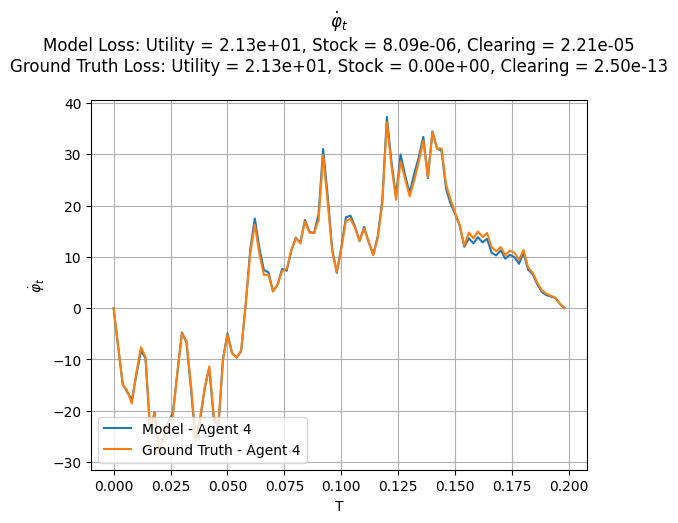 φ̇ₜ
Model Loss: Utility = 2.13e+01, Stock = 8.09e-06, Clearing = 2.21e-05
Ground Truth Loss: Utility = 2.13e+01, Stock = 0.00e+00, Clearing = 2.50e-13
40
30
20
10
0
−10
−20
−30
φ̇ₜ
Model - Agent 4
Ground Truth - Agent 4
0.000 0.025 0.050 0.075 0.100 0.125 0.150 0.175 0.200
T